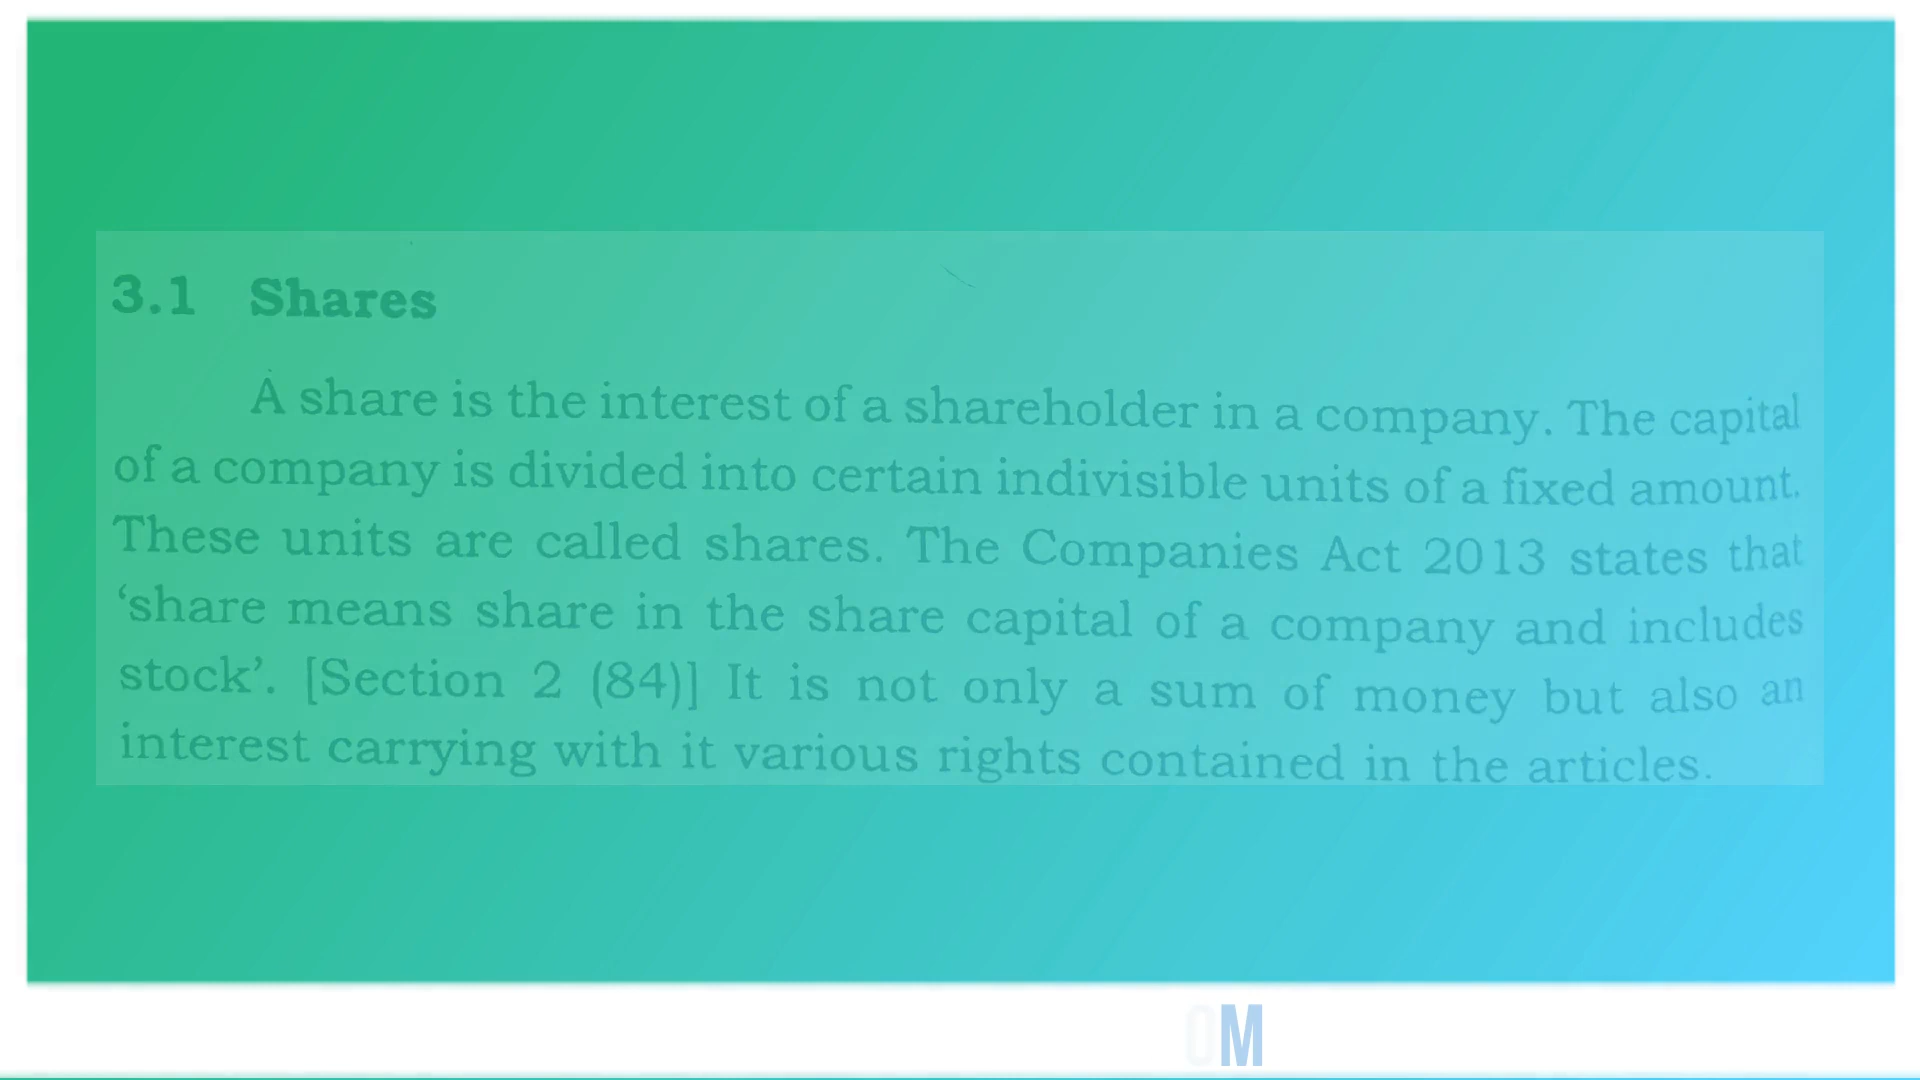 3.1 Shares
A share is the interest of a shareholder in a company. The capital
of a company is divided into certain indivisible units of a fixed amount.
These units are called shares. The Companies Act 2013 states that
‘share means share in the share capital of a company and includes
stock’. [Section 2 (84)] It is not only a sum of money but also an
interest carrying with it various rights contained in the articles.
OM